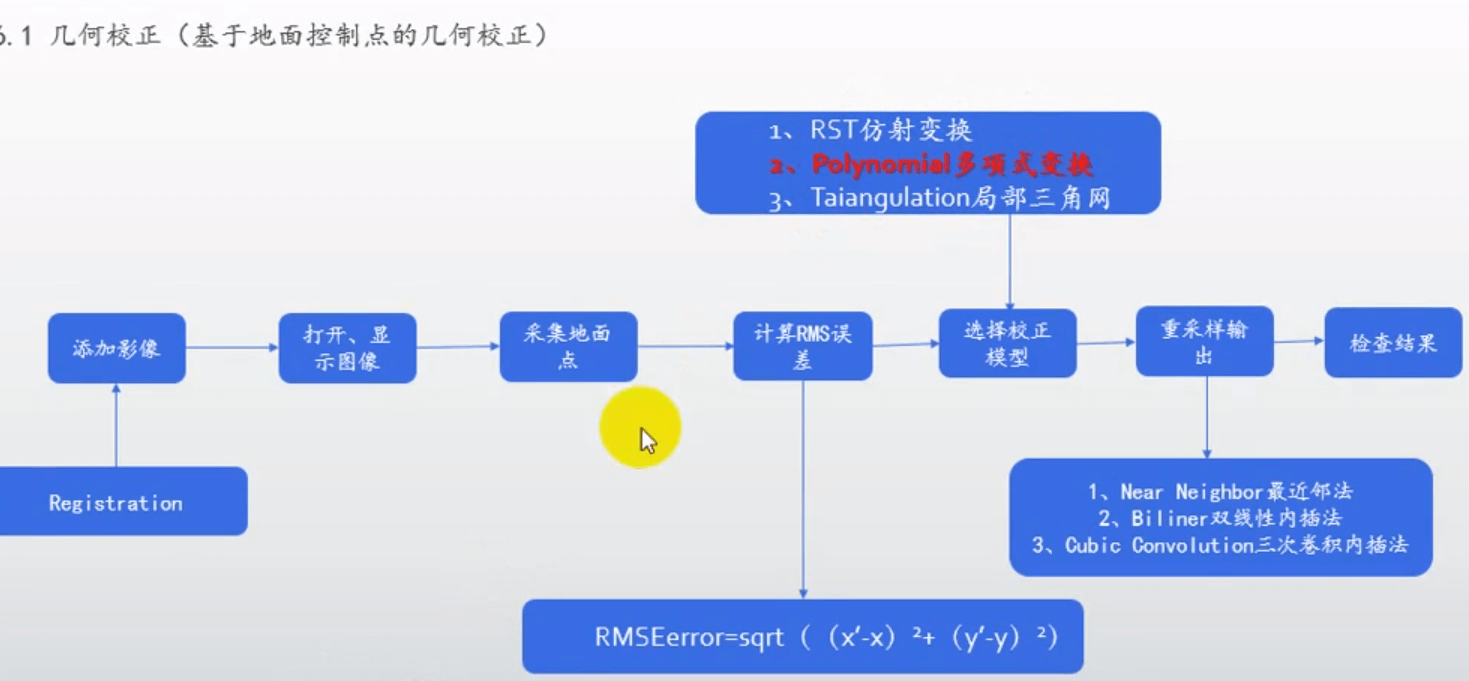 6.1 几何校正（基于地面控制点的几何校正）
1、RST仿射变换
2、Polynomial多项式变换
3、Taiangulation局部三角网
添加影像
打开、显
示图像
采集地面
点
计算RMS误
差
选择校正
模型
重采样输
出
检查结果
Registration
1、Near Neighbor最近邻法
2、Biliner双线性内插法
3、Cubic Convolution三次卷积内插法
RMSEerror=sqrt（（x’-x）²+（y’-y）²）